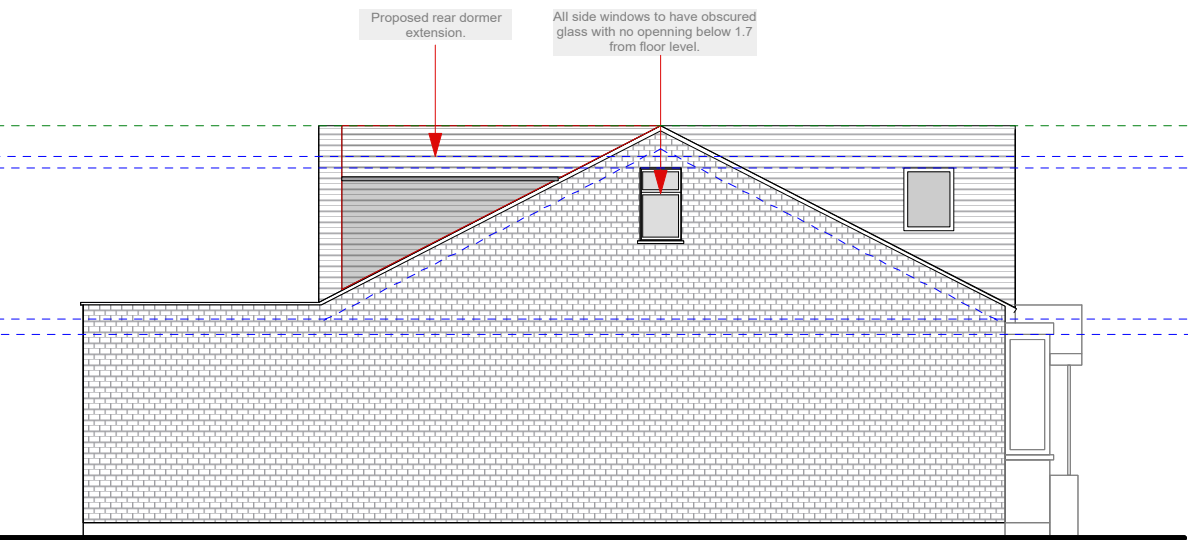 Proposed rear dormer
extension.
All side windows to have obscured
glass with no openning below 1.7
from floor level.